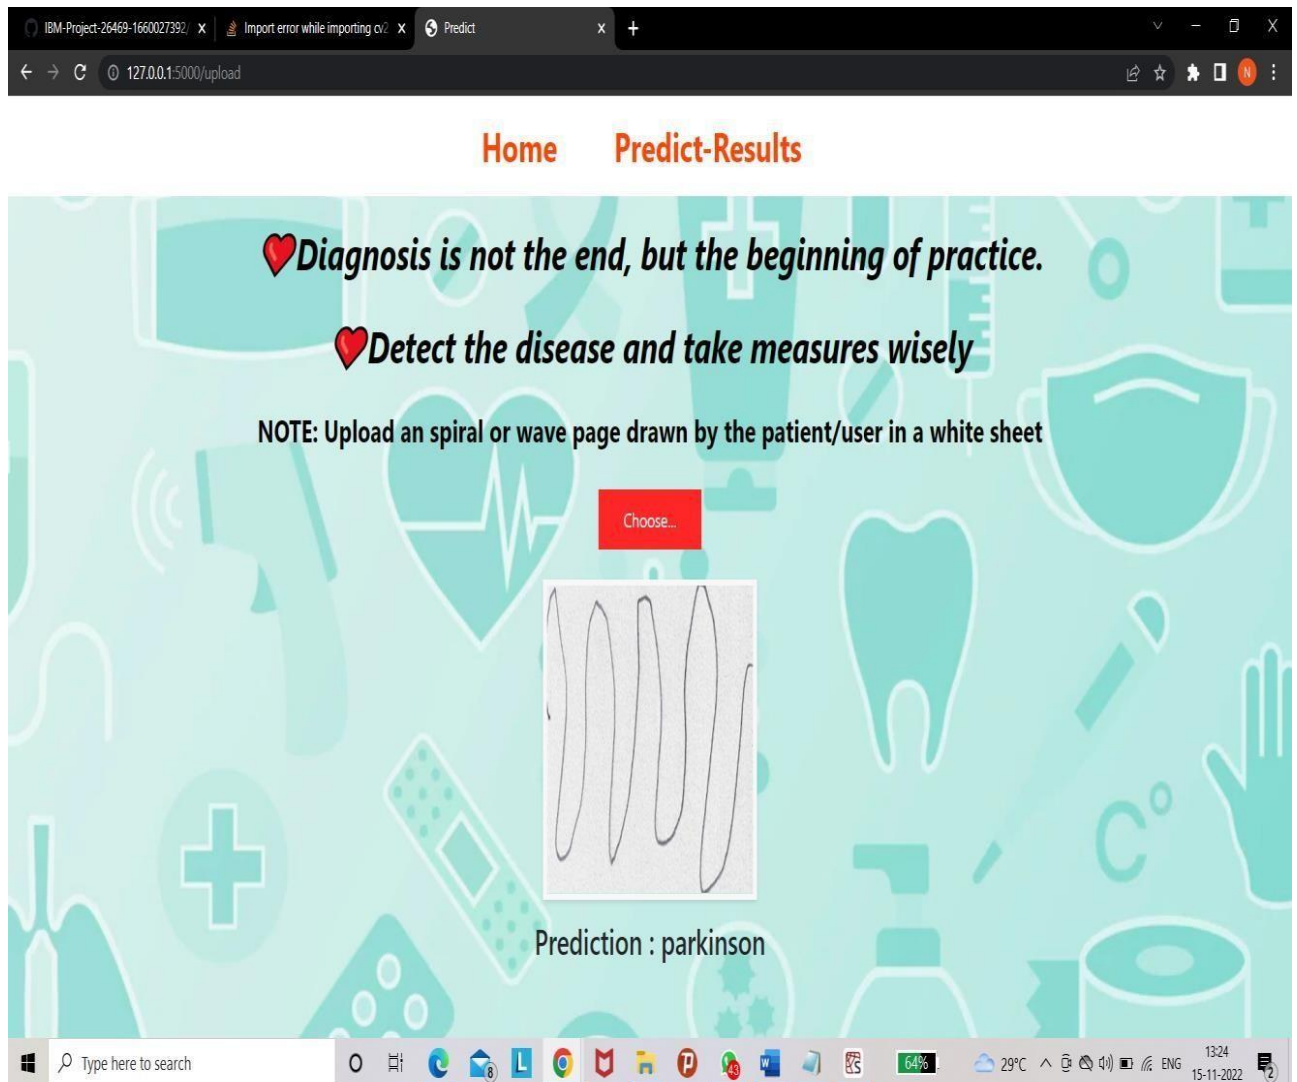 IBM-Project-26469-1660027392/
Import error while importing cv2
Predict
127.0.0.1:5000/upload
N
Home Predict-Results
Diagnosis is not the end, but the beginning of practice.
Detect the disease and take measures wisely
NOTE: Upload an spiral or wave page drawn by the patient/user in a white sheet
Choose...
C°
Prediction : parkinson
Type here to search
8
L
43
64%
29°C
ENG
13:24
15-11-2022
2